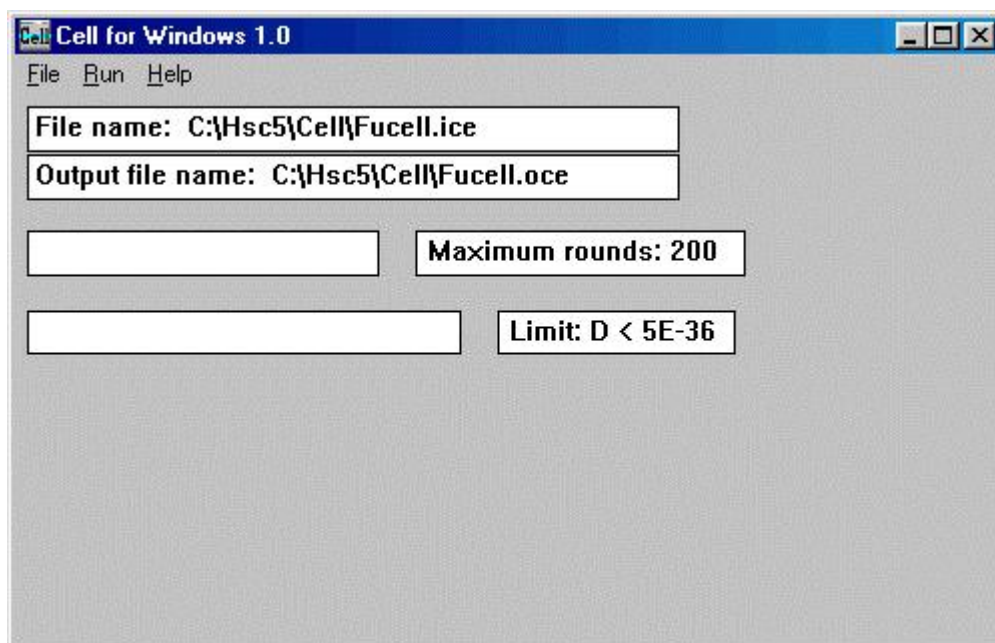 Cell Cell for Windows 1.0
File Run Help
File name: C:\Hsc5\Cell\Fucell.ice
Output file name: C:\Hsc5\Cell\Fucell.oce
Maximum rounds: 200
Limit: D < 5E-36